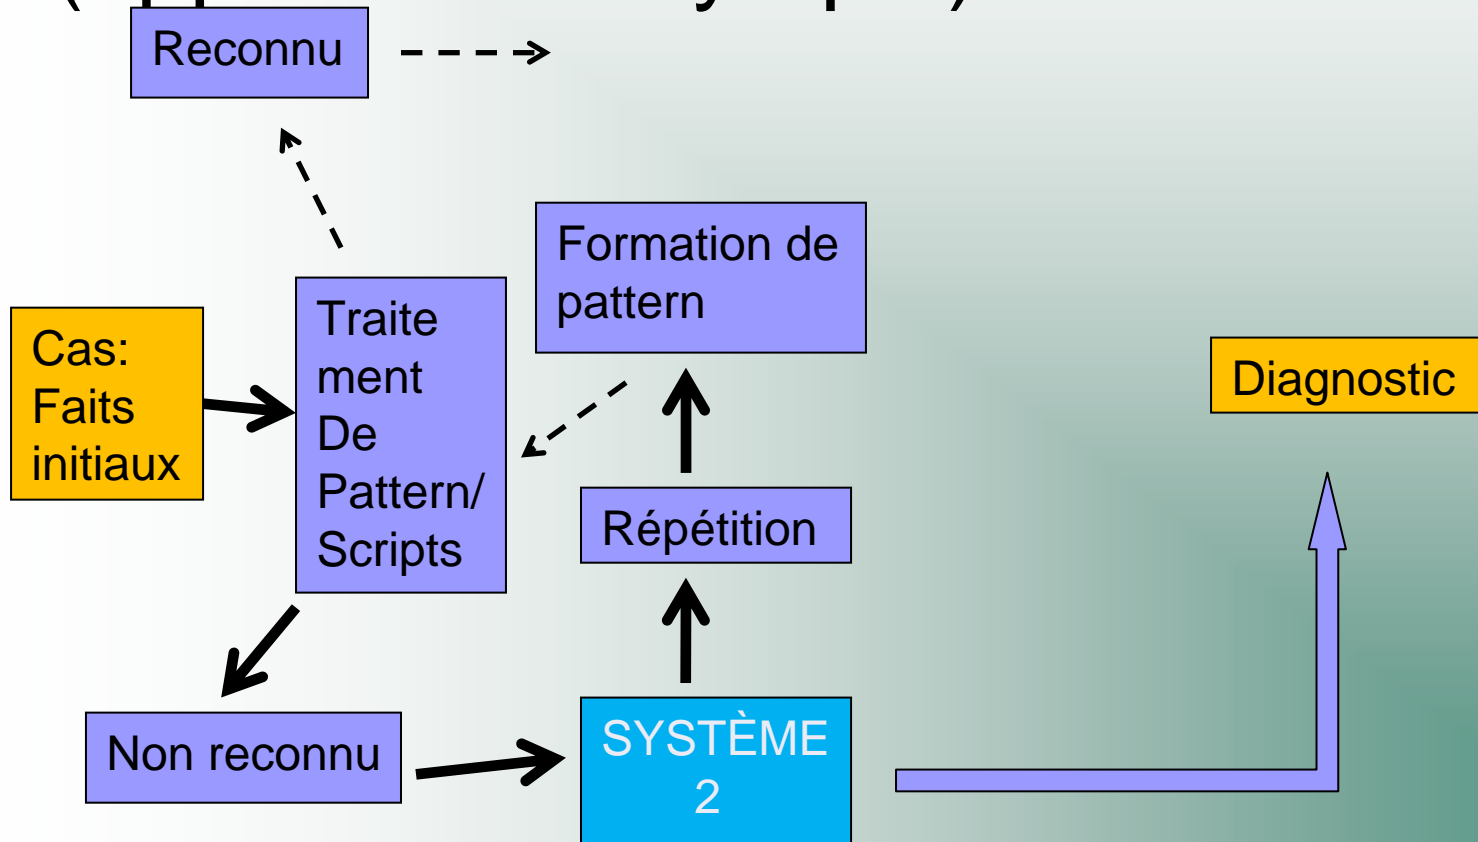 Reconnu
Formation de
pattern
Traite
ment
De
Pattern/
Scripts
Cas:
Faits
initiaux
Diagnostic
Répétition
Non reconnu
SYSTÈME
2